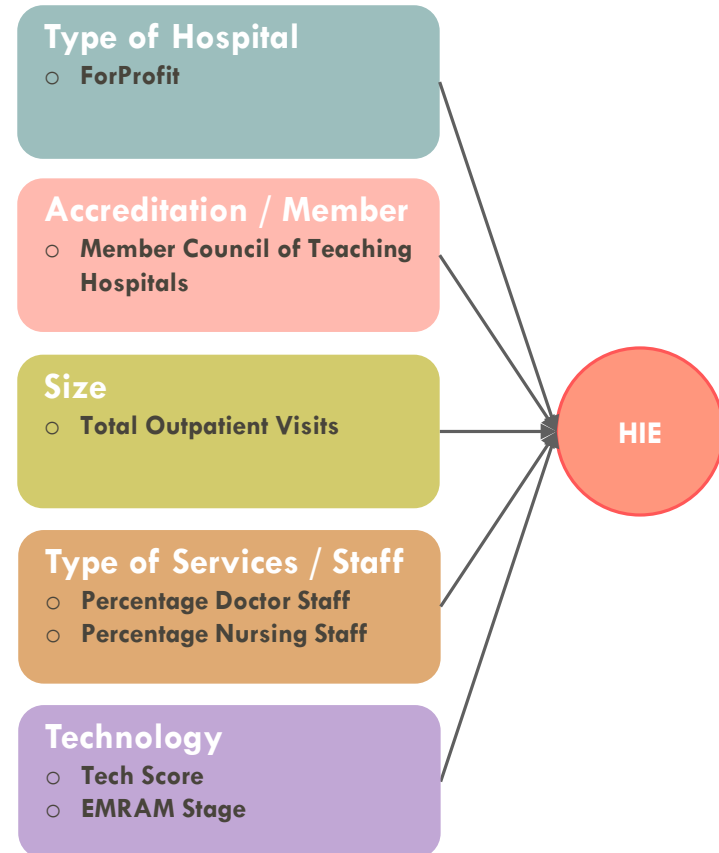 Type of Hospital
○ ForProfit
Accreditation / Member
○ Member Council of Teaching
Hospitals
Size
○ Total Outpatient Visits
HIE
Type of Services / Staff
○ Percentage Doctor Staff
○ Percentage Nursing Staff
Technology
○ Tech Score
○ EMRAM Stage